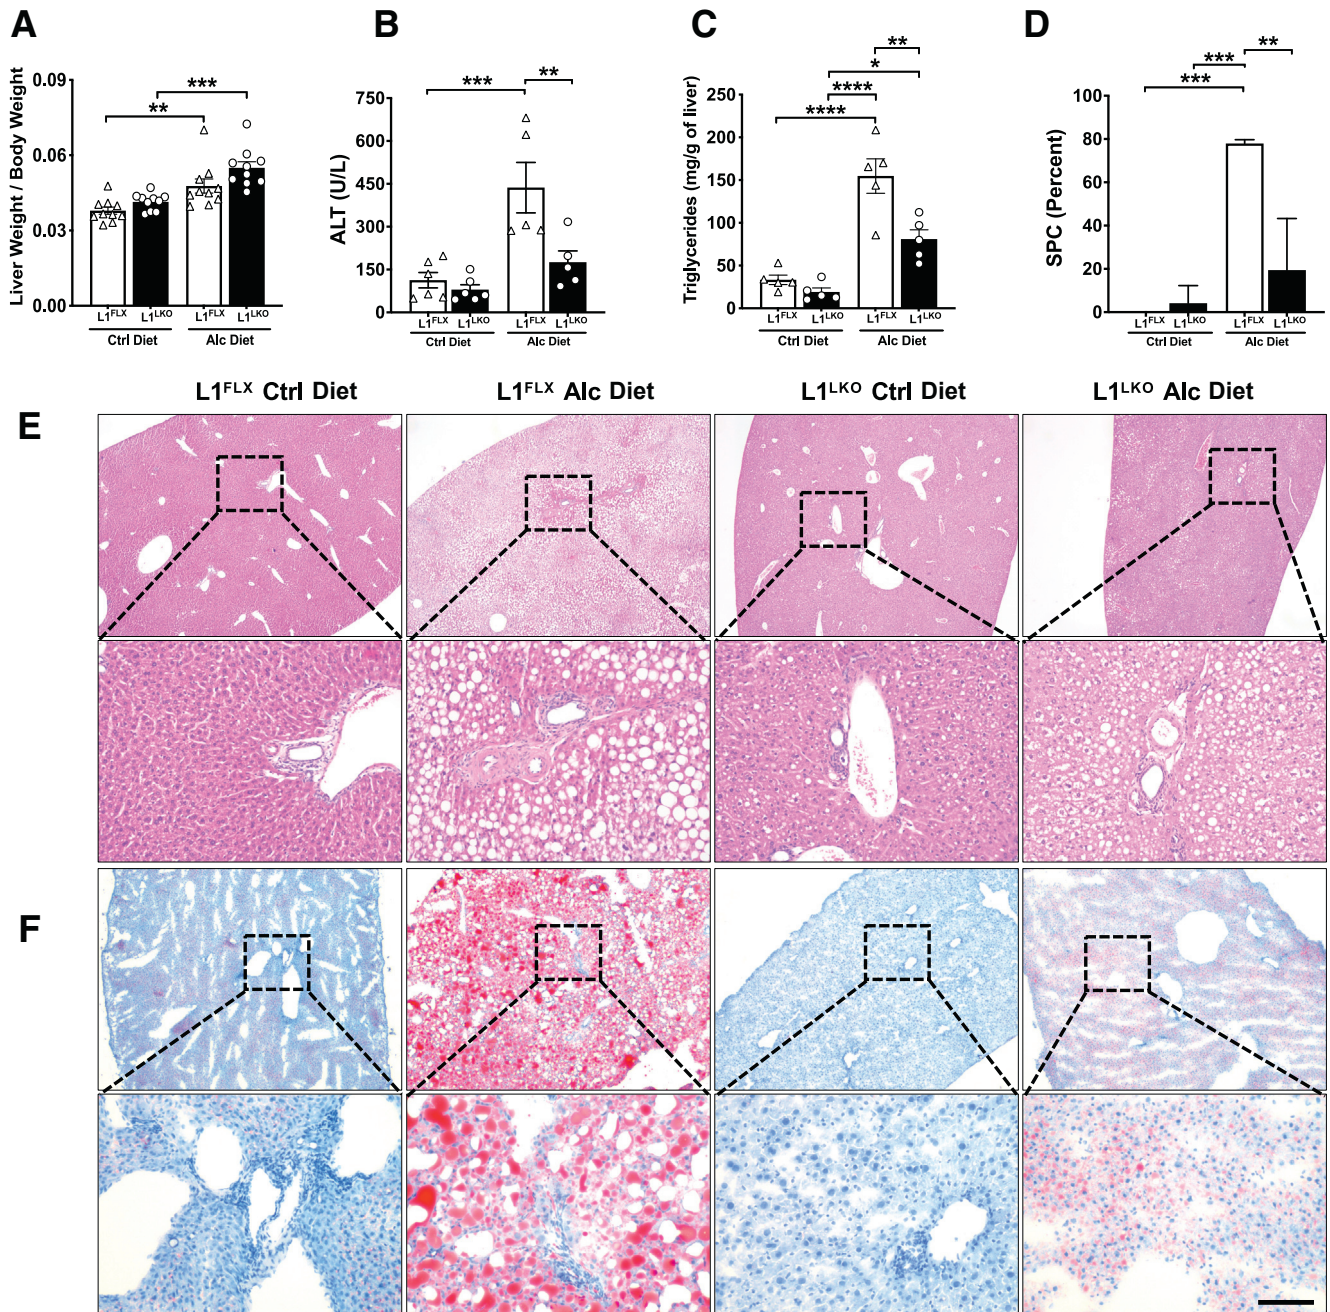 A
Liver Weight / Body Weight
0.09
0.06
0.03
0.00
**
***
L1FLX L1LKO L1FLX L1LKO
Ctrl Diet Alc Diet
B
ALT (U/L)
750
600
450
300
150
0
***
**
L1FLX L1LKO L1FLX L1LKO
Ctrl Diet Alc Diet
C
Triglycerides (mg/g of liver)
250
200
150
100
50
0
**
*
****
****
L1FLX L1LKO L1FLX L1LKO
Ctrl Diet Alc Diet
D
SPC (Percent)
100
80
60
40
20
0
**
***
***
L1FLX L1LKO L1FLX L1LKO
Ctrl Diet Alc Diet
L1FLX Ctrl Diet L1FLX Alc Diet L1LKO Ctrl Diet L1LKO Alc Diet
E
F